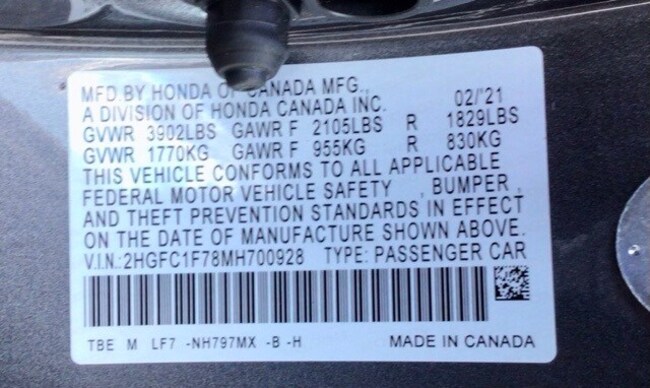 MFD. BY HONDA OF CANADA MFG.,
A DIVISION OF HONDA CANADA INC. 02/'21
GVWR 3902LBS GAWR F 2105LBS R 1829LBS
GVWR 1770KG GAWR F 955KG R 830KG
THIS VEHICLE CONFORMS TO ALL APPLICABLE
FEDERAL MOTOR VEHICLE SAFETY , BUMPER ,
AND THEFT PREVENTION STANDARDS IN EFFECT
ON THE DATE OF MANUFACTURE SHOWN ABOVE.
V.I.N.:2HGFC1F78MH700928 TYPE: PASSENGER CAR
TBE M LF7 -NH797MX -B -H MADE IN CANADA